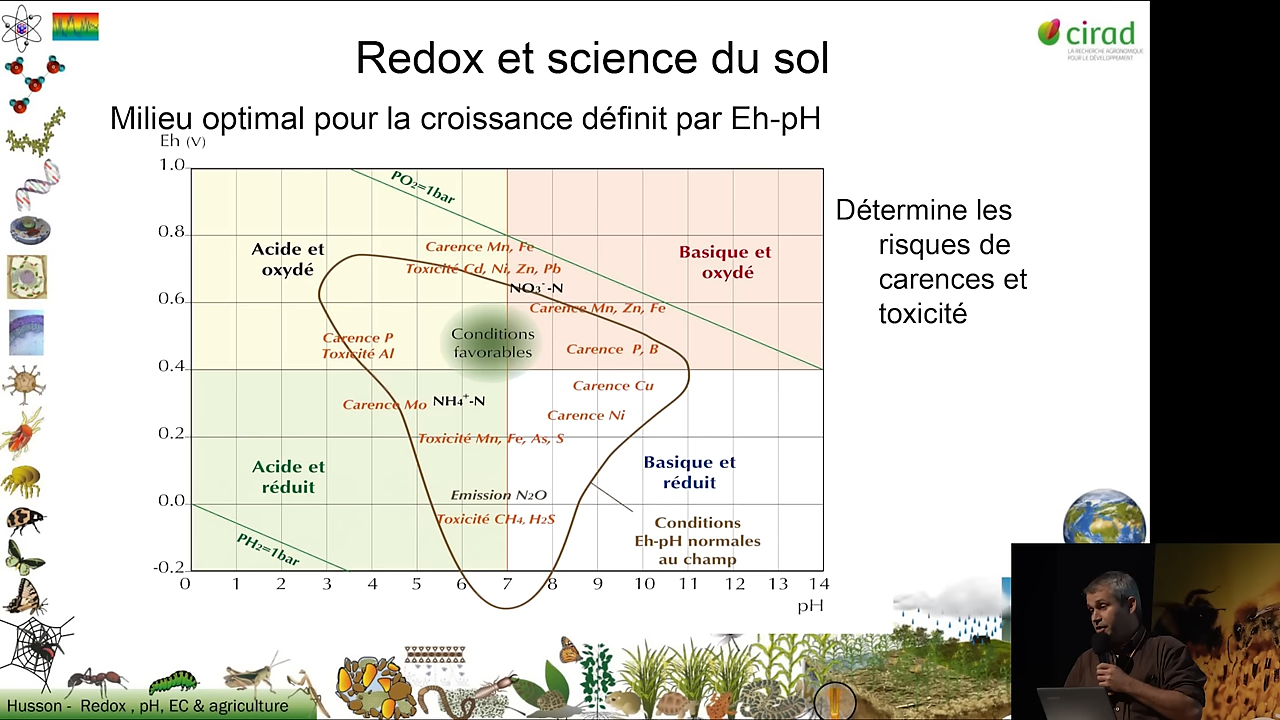 cirad
LA RECHERCHE AGRONOMIQUE
POUR LE DÉVELOPPEMENT
Redox et science du sol
Milieu optimal pour la croissance définit par Eh-pH
Eh (V)
1.0
0.8
0.6
0.4
0.2
0.0
-0.2
PO2=1bar
Acide et
oxydé
Carence Mn, Fe
Toxicité Cd, Ni, Zn, Pb
NO3⁻-N
Basique et
oxydé
Carence Mn, Zn, Fe
Conditions
favorables
Carence P
Toxicité Al
Carence P, B
Carence Cu
Carence Mo
NH4⁺-N
Carence Ni
Toxicité Mn, Fe, As, S
Acide et
réduit
Basique et
réduit
Emission N2O
Toxicité CH4, H2S
PH2=1bar
Conditions
Eh-pH normales
au champ
0 1 2 3 4 5 6 7 8 9 10 11 12 13 14
pH
Détermine les
risques de
carences et
toxicité
Husson - Redox , pH, EC & agriculture